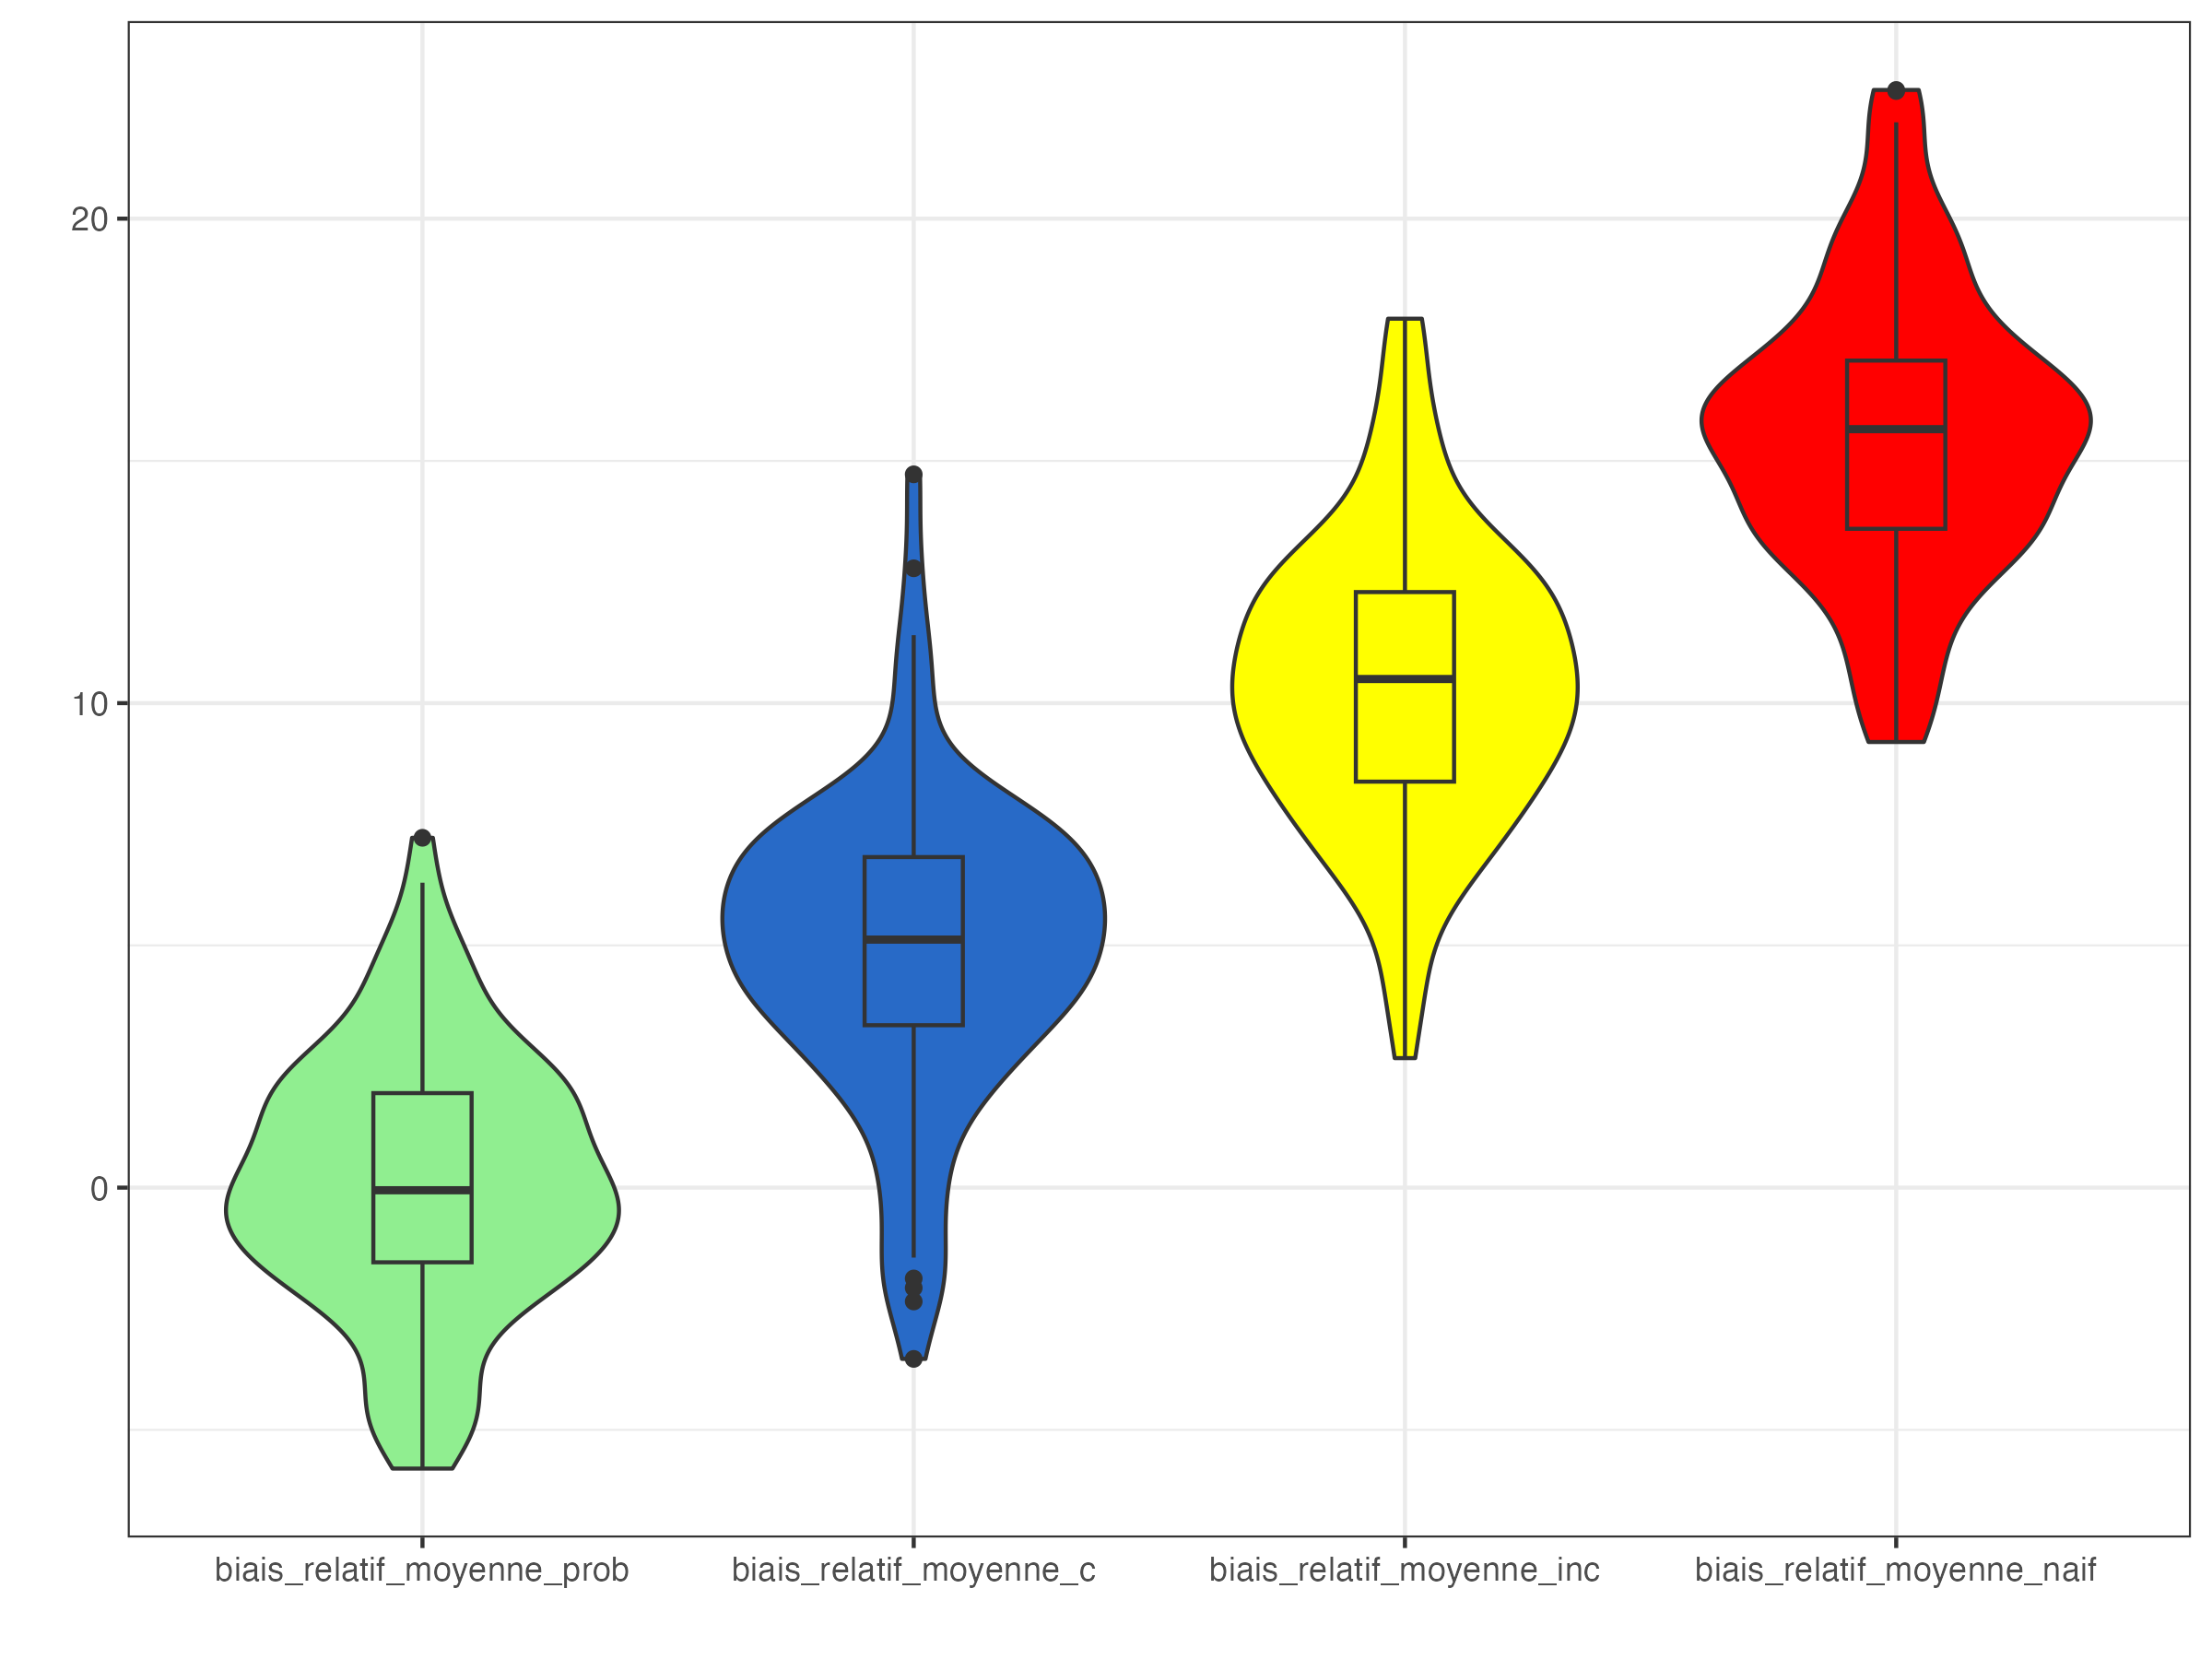 20
10
0
biais_relatif_moyenne_prob
biais_relatif_moyenne_c
biais_relatif_moyenne_inc
biais_relatif_moyenne_naif